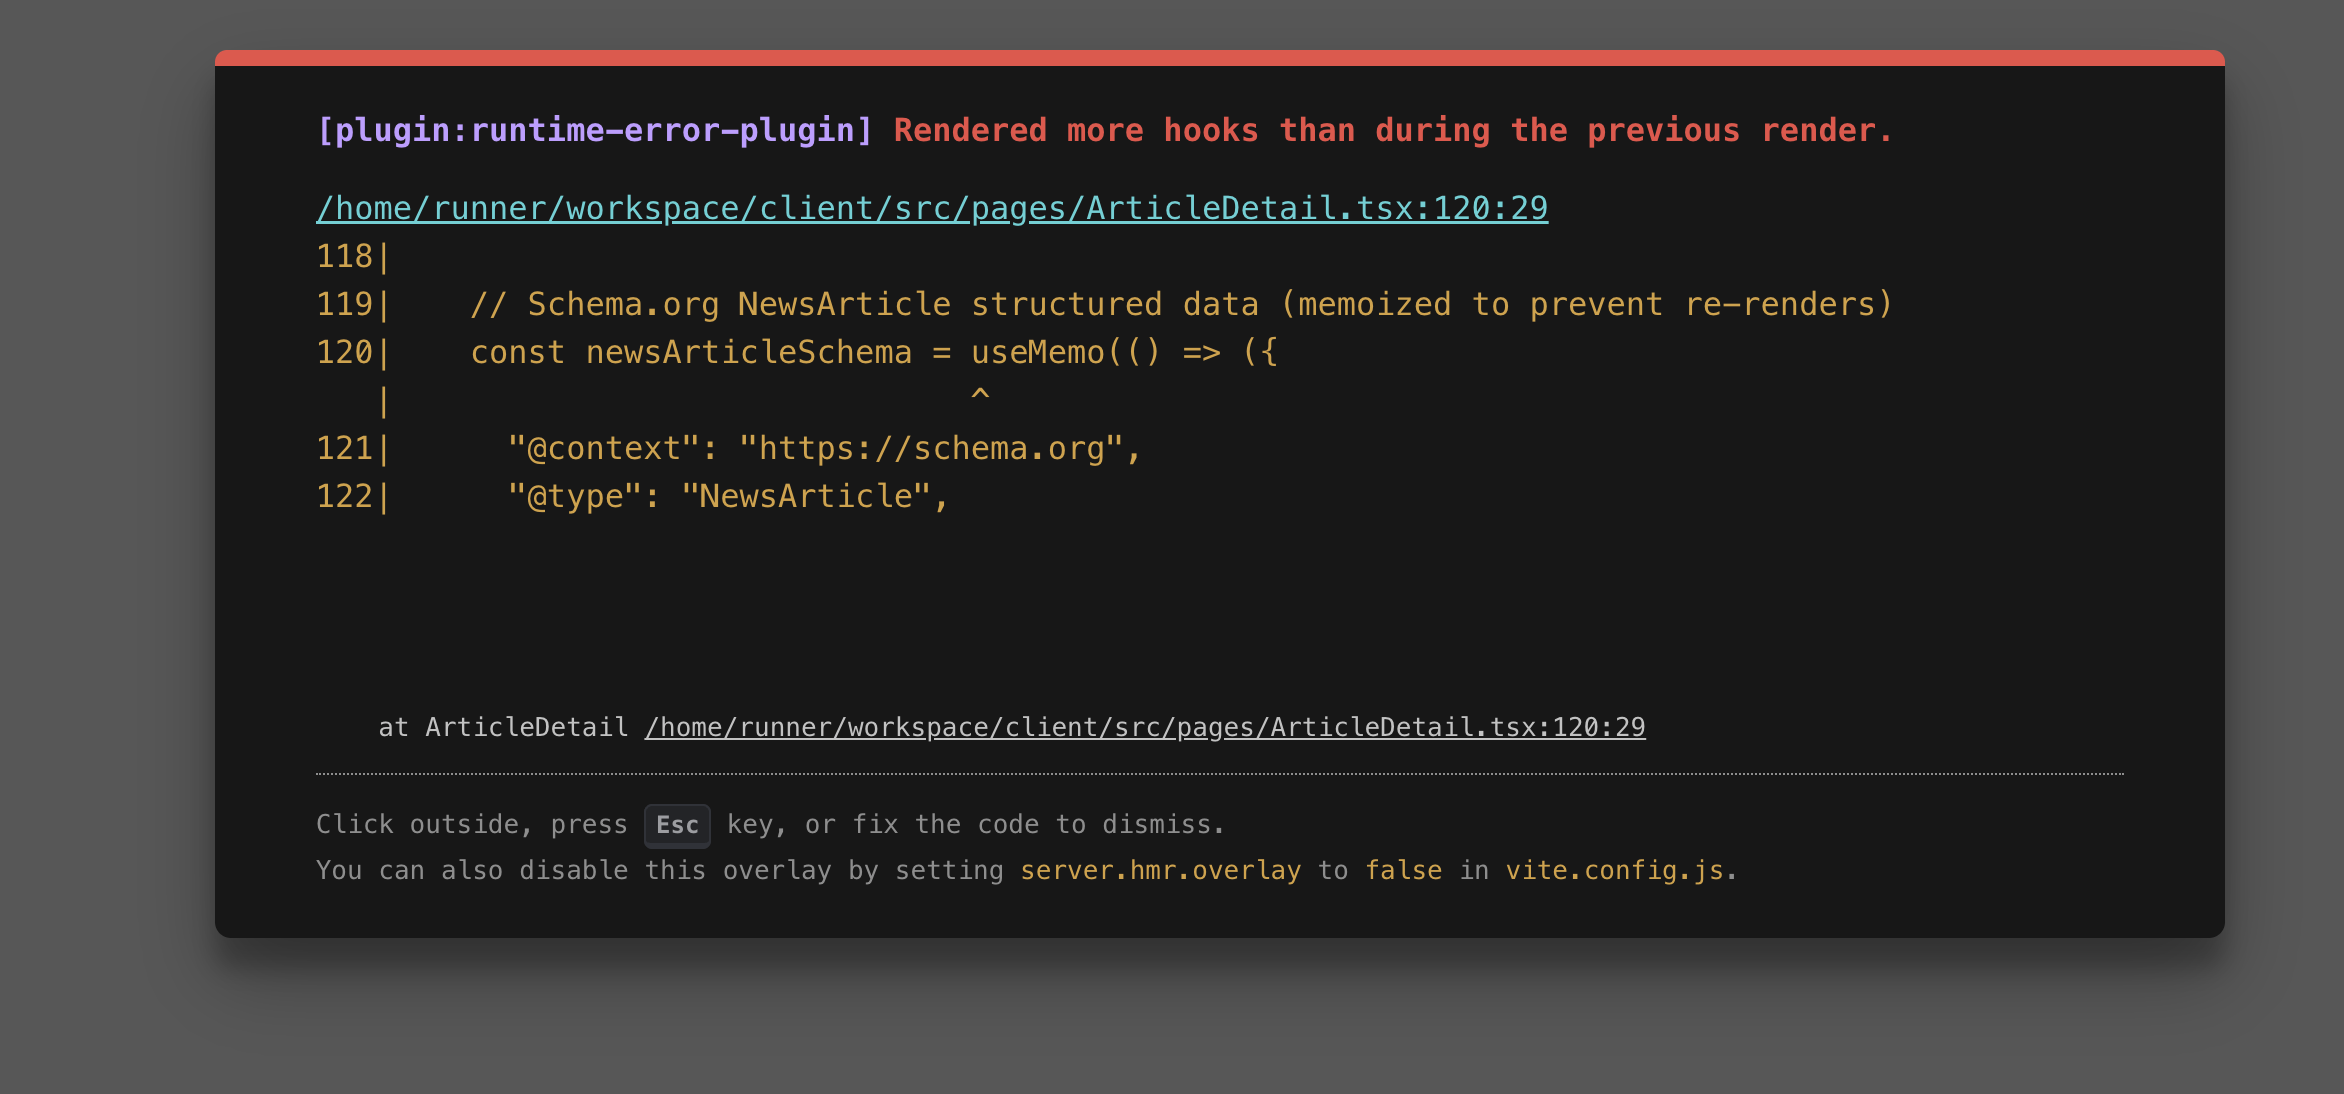 [plugin:runtime-error-plugin] Rendered more hooks than during the previous render.
/home/runner/workspace/client/src/pages/ArticleDetail.tsx:120:29
118|
119|    // Schema.org NewsArticle structured data (memoized to prevent re-renders)
120|    const newsArticleSchema = useMemo(() => ({
   |                              ^
121|      "@context": "https://schema.org",
122|      "@type": "NewsArticle",
    at ArticleDetail /home/runner/workspace/client/src/pages/ArticleDetail.tsx:120:29
Click outside, press Esc key, or fix the code to dismiss.
You can also disable this overlay by setting server.hmr.overlay to false in vite.config.js.